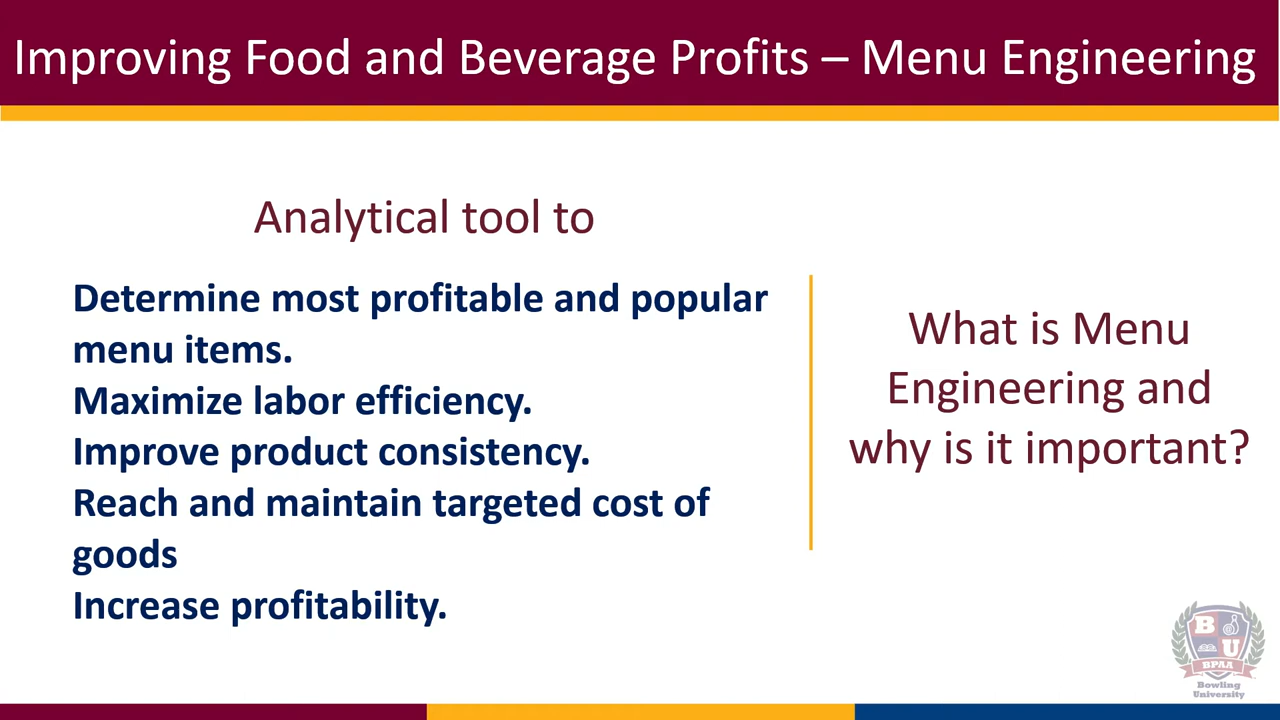 Improving Food and Beverage Profits – Menu Engineering
Analytical tool to
Determine most profitable and popular
menu items.
Maximize labor efficiency.
Improve product consistency.
Reach and maintain targeted cost of
goods
Increase profitability.
What is Menu
Engineering and
why is it important?
B
U
BPAA
Bowling
University